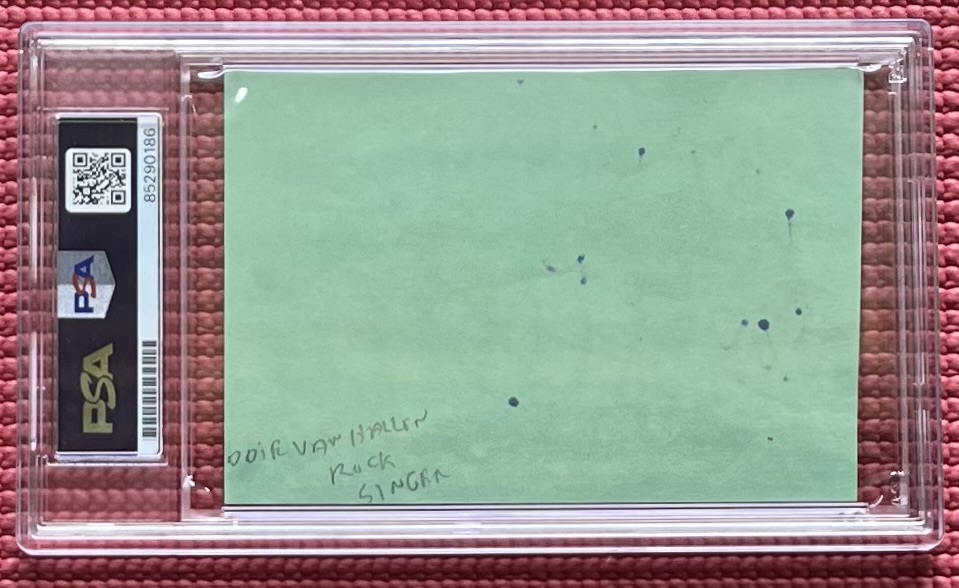 85290186
PSA
PSA
DDIE VAN HALLEN
ROCK
SINGER